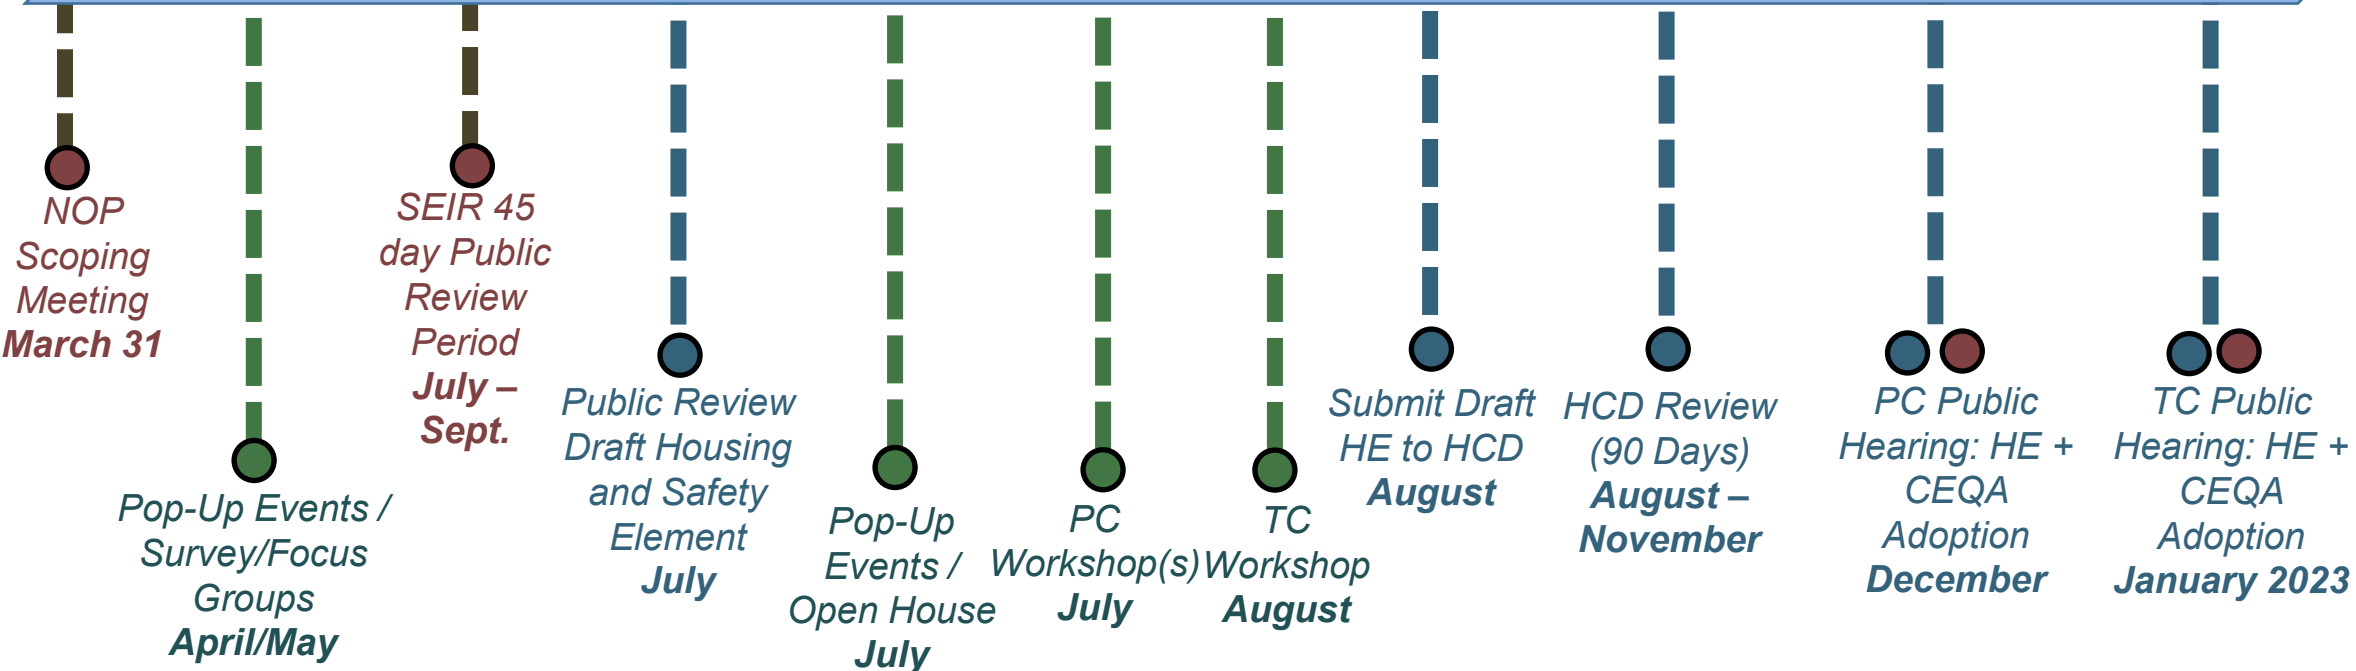 NOP
Scoping
Meeting
March 31
Pop-Up Events /
Survey/Focus
Groups
April/May
SEIR 45
day Public
Review
Period
July –
Sept.
Public Review
Draft Housing
and Safety
Element
July
Pop-Up
Events /
Open House
July
PC
Workshop(s)
July
TC
Workshop
August
Submit Draft
HE to HCD
August
HCD Review
(90 Days)
August –
November
PC Public
Hearing: HE +
CEQA
Adoption
December
TC Public
Hearing: HE +
CEQA
Adoption
January 2023